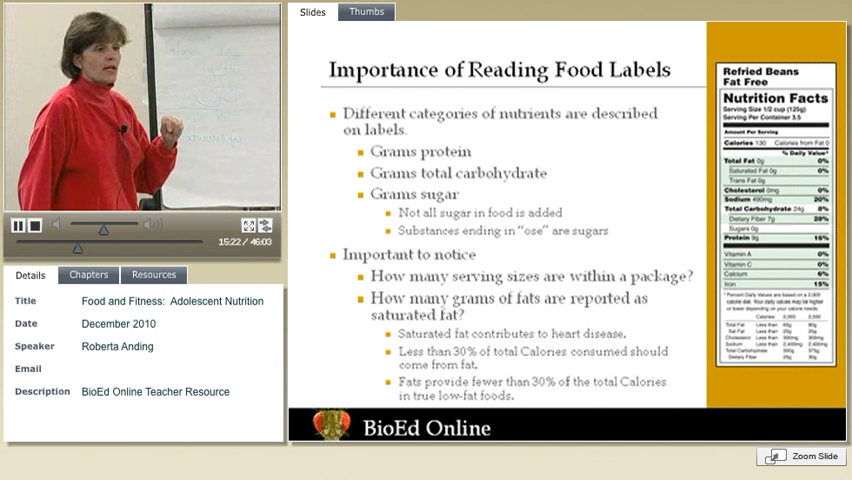 Slides
Thumbs
Importance of Reading Food Labels
Different categories of nutrients are described
on labels.
Grams protein
Grams total carbohydrate
Grams sugar
Not all sugar in food is added
Substances ending in "ose" are sugars
Important to notice
How many serving sizes are within a package?
How many grams of fats are reported as
saturated fat?
Saturated fat contributes to heart disease.
Less than 30% of total Calories consumed should
come from fat.
Fats provide fewer than 30% of the total Calories
in true low-fat foods.
Refried Beans
Fat Free
Nutrition Facts
Serving Size 1/2 cup (125g)
Serving Per Container 3.5
Amount Per Serving
Calories 130 Calories from Fat 0
% Daily Value*
Total Fat 0g 0%
Saturated Fat 0g 0%
Trans Fat 0g
Cholesterol 0mg 0%
Sodium 490mg 20%
Total Carbohydrate 24g 8%
Dietary Fiber 7g 28%
Sugars 0g
Protein 9g 16%
Vitamin A 0%
Vitamin C 0%
Calcium 6%
Iron 15%
BioEd Online
15:22 / 46:03
Details
Chapters
Resources
Title Food and Fitness: Adolescent Nutrition
Date December 2010
Speaker Roberta Anding
Email
Description BioEd Online Teacher Resource
Zoom Slide